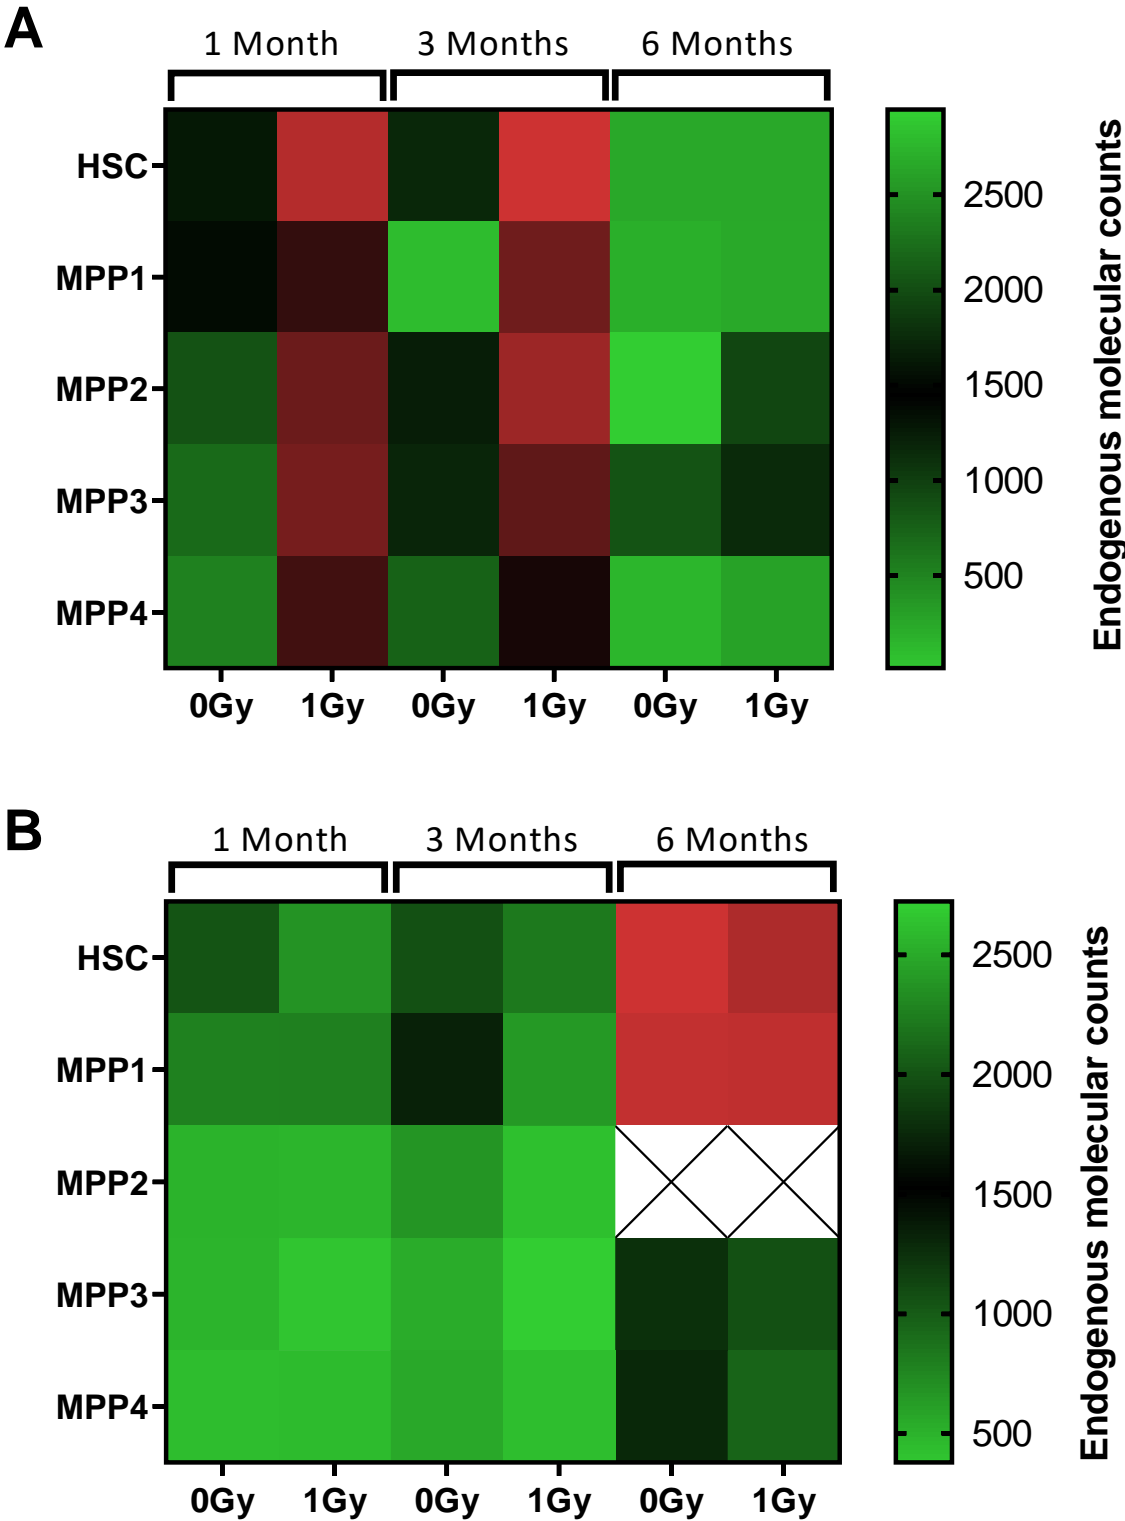 A
1 Month 3 Months 6 Months
HSC
MPP1
MPP2
MPP3
MPP4
0Gy 1Gy 0Gy 1Gy 0Gy 1Gy
2500
2000
1500
1000
500
Endogenous molecular counts
B
1 Month 3 Months 6 Months
HSC
MPP1
MPP2
MPP3
MPP4
0Gy 1Gy 0Gy 1Gy 0Gy 1Gy
2500
2000
1500
1000
500
Endogenous molecular counts